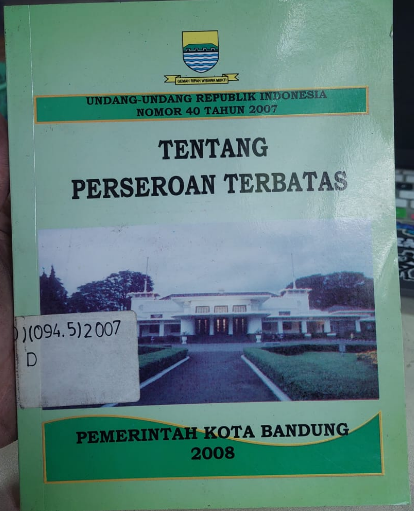 UNDANG-UNDANG REPUBLIK INDONESIA
NOMOR 40 TAHUN 2007
TENTANG
PERSEROAN TERBATAS
)(094.5)2007
D
PEMERINTAH KOTA BANDUNG
2008